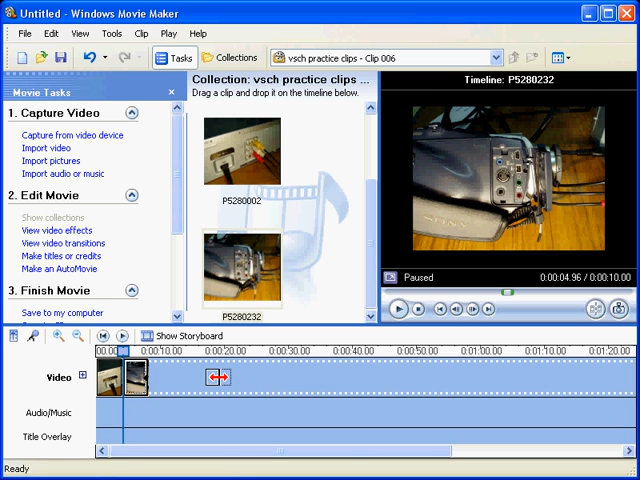 Untitled - Windows Movie Maker
File Edit View Tools Clip Play Help
Tasks Collections vsch practice clips - Clip 006
Movie Tasks
1. Capture Video
Capture from video device
Import video
Import pictures
Import audio or music
2. Edit Movie
Show collections
View video effects
View video transitions
Make titles or credits
Make an AutoMovie
3. Finish Movie
Save to my computer
Collection: vsch practice clips ...
Drag a clip and drop it on the timeline below.
P5280002
P5280232
Timeline: P5280232
SONY
Paused 0:00:04.96 / 0:00:10.00
Show Storyboard
00.00 0:00:10.00 0:00:20.00 0:00:30.00 0:00:40.00 0:00:50.00 0:01:00.00 0:01:10.00 0:01:20.00
Video
Audio/Music
Title Overlay
Ready